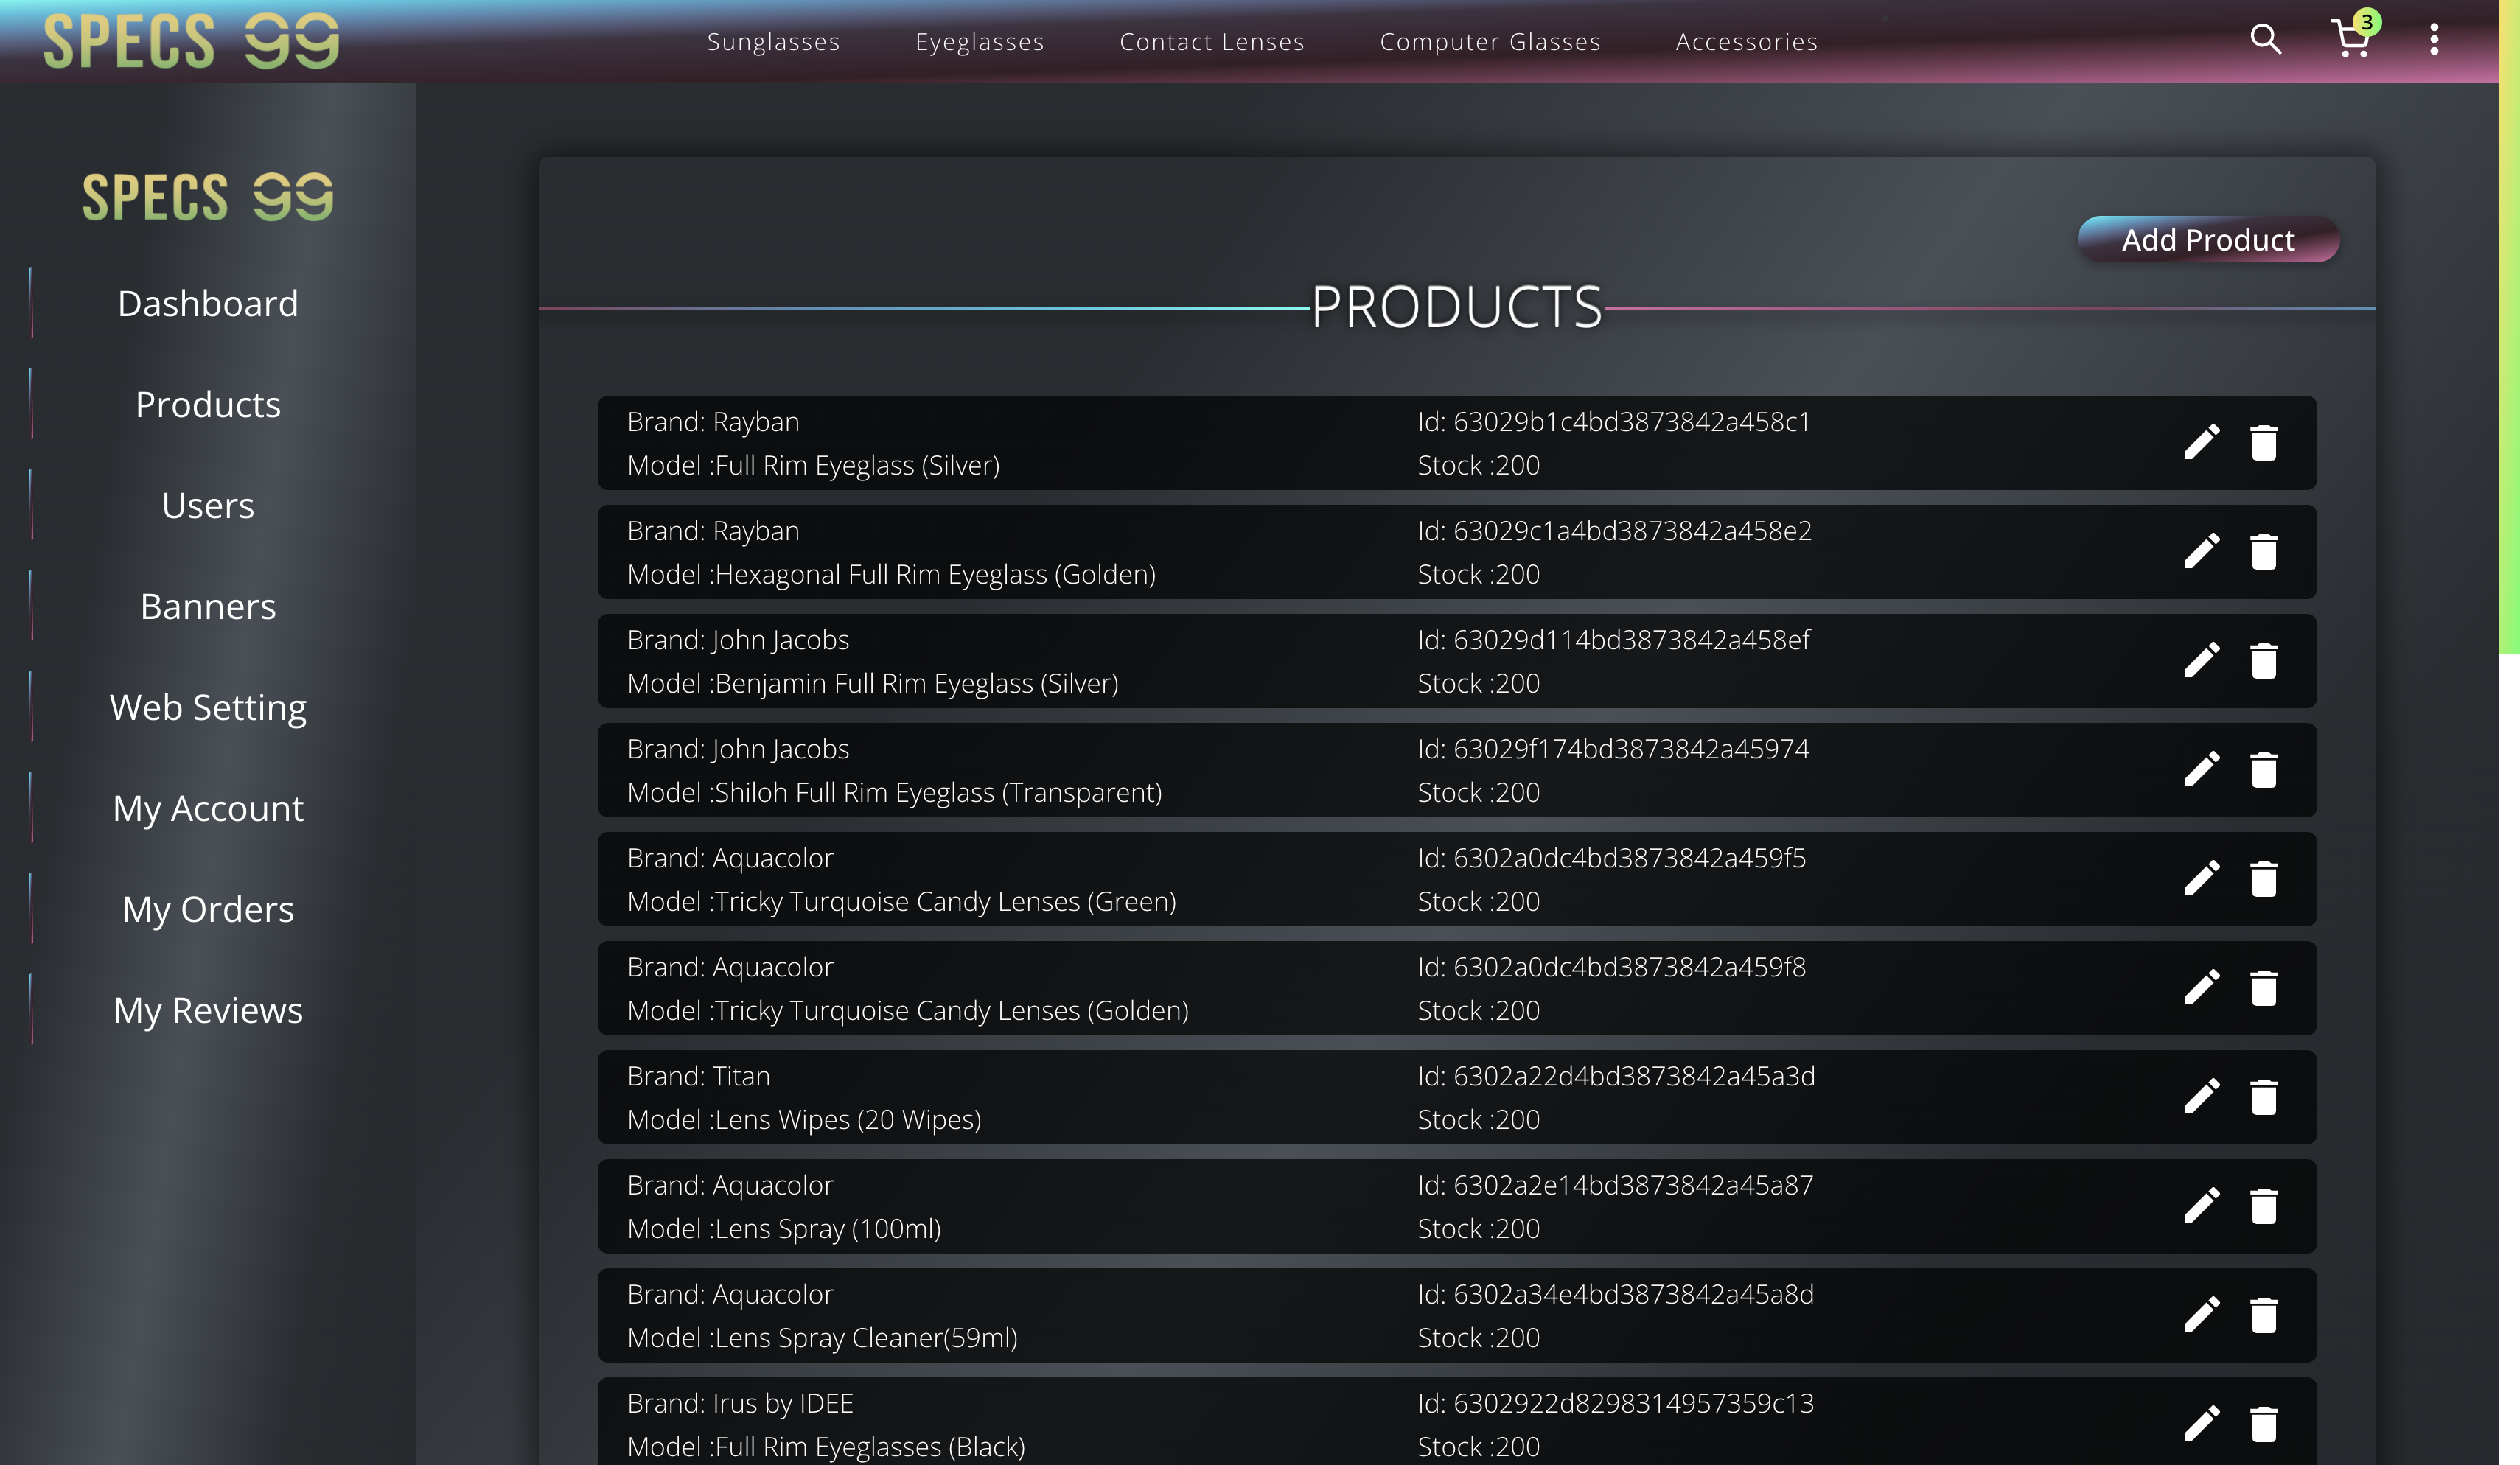 SPECS 99
Sunglasses Eyeglasses Contact Lenses Computer Glasses Accessories
3
SPECS 99
Dashboard
Products
Users
Banners
Web Setting
My Account
My Orders
My Reviews
Add Product
PRODUCTS
Brand: Rayban Id: 63029b1c4bd3873842a458c1
Model :Full Rim Eyeglass (Silver) Stock :200
Brand: Rayban Id: 63029c1a4bd3873842a458e2
Model :Hexagonal Full Rim Eyeglass (Golden) Stock :200
Brand: John Jacobs Id: 63029d114bd3873842a458ef
Model :Benjamin Full Rim Eyeglass (Silver) Stock :200
Brand: John Jacobs Id: 63029f174bd3873842a45974
Model :Shiloh Full Rim Eyeglass (Transparent) Stock :200
Brand: Aquacolor Id: 6302a0dc4bd3873842a459f5
Model :Tricky Turquoise Candy Lenses (Green) Stock :200
Brand: Aquacolor Id: 6302a0dc4bd3873842a459f8
Model :Tricky Turquoise Candy Lenses (Golden) Stock :200
Brand: Titan Id: 6302a22d4bd3873842a45a3d
Model :Lens Wipes (20 Wipes) Stock :200
Brand: Aquacolor Id: 6302a2e14bd3873842a45a87
Model :Lens Spray (100ml) Stock :200
Brand: Aquacolor Id: 6302a34e4bd3873842a45a8d
Model :Lens Spray Cleaner(59ml) Stock :200
Brand: Irus by IDEE Id: 6302922d8298314957359c13
Model :Full Rim Eyeglasses (Black) Stock :200